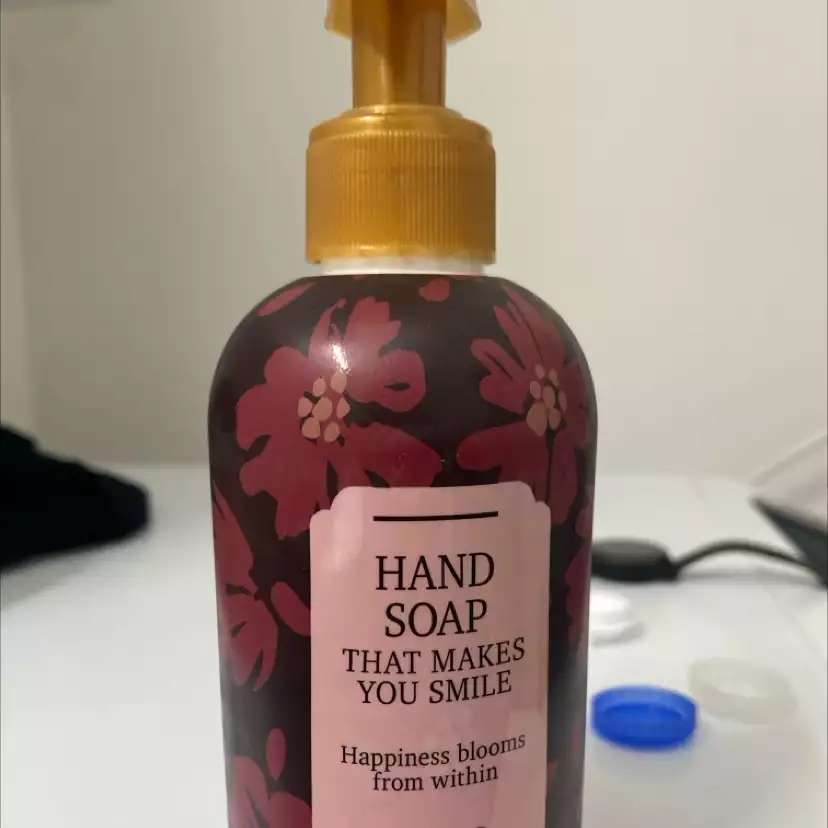 HAND
SOAP
THAT MAKES
YOU SMILE
Happiness blooms
from within